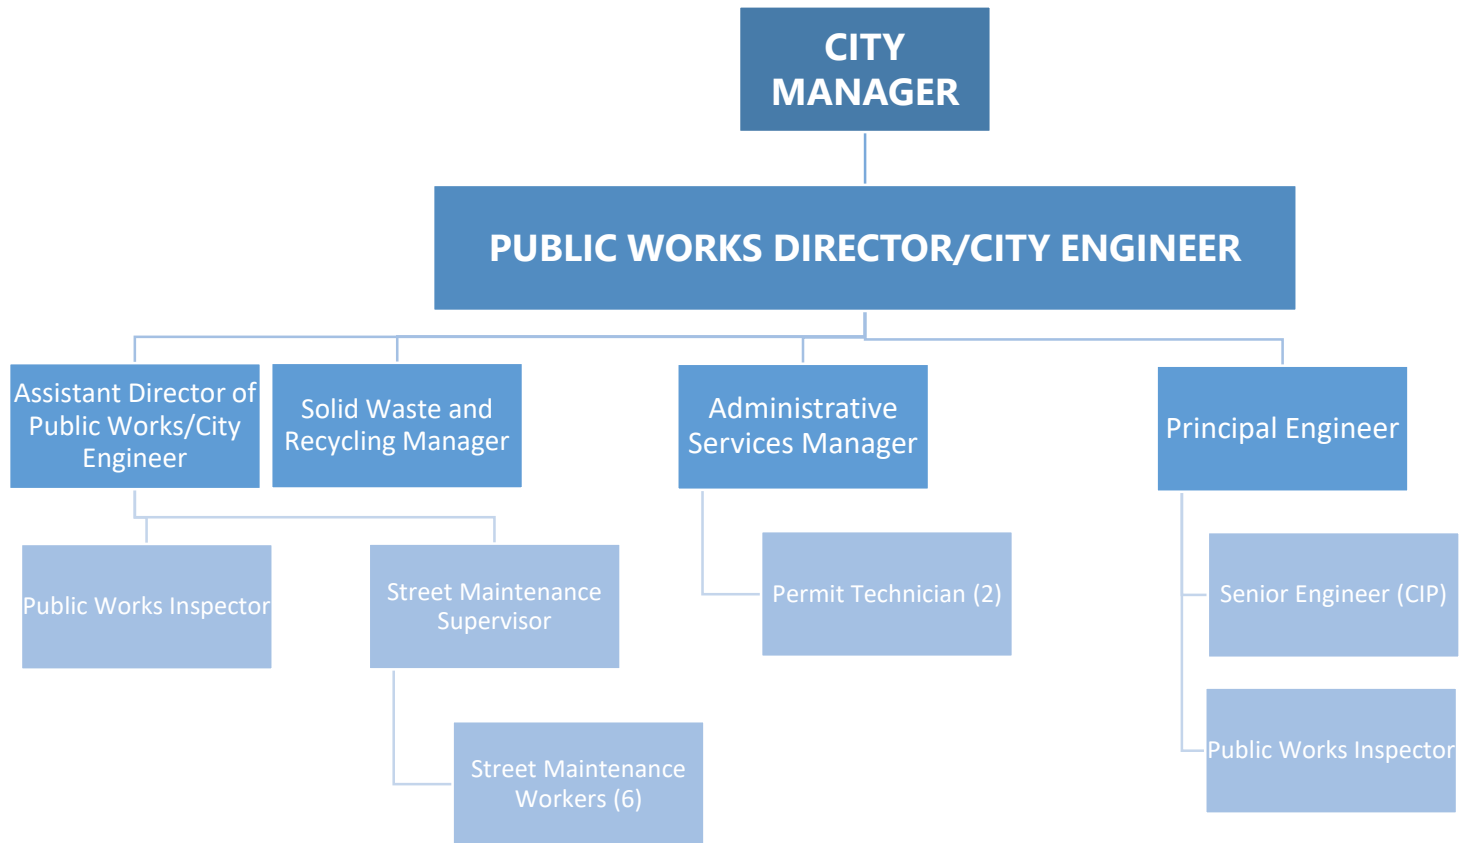 CITY
MANAGER
PUBLIC WORKS DIRECTOR/CITY ENGINEER
Assistant Director of
Public Works/City
Engineer
Solid Waste and
Recycling Manager
Administrative
Services Manager
Principal Engineer
Public Works Inspector
Street Maintenance
Supervisor
Permit Technician (2)
Senior Engineer (CIP)
Street Maintenance
Workers (6)
Public Works Inspector